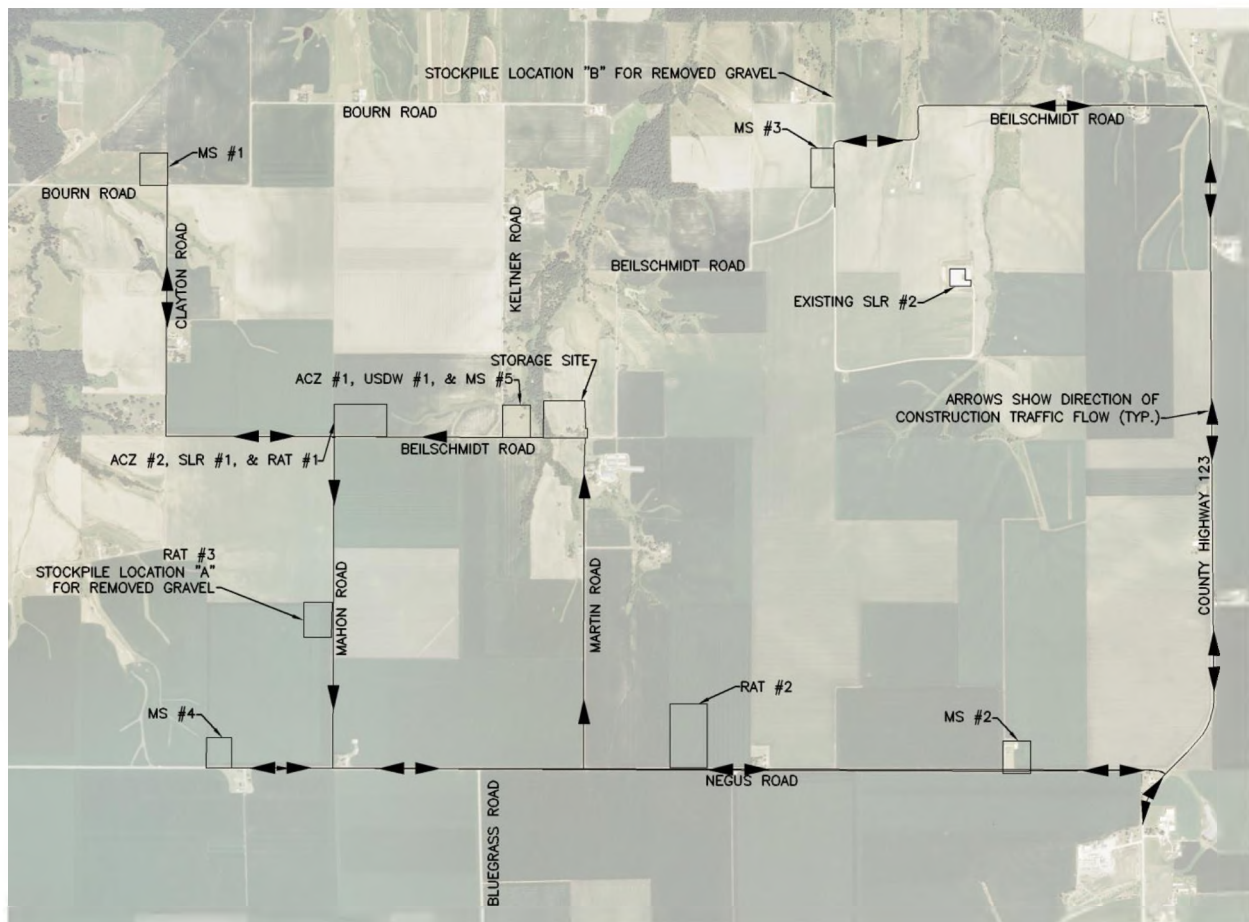 STOCKPILE LOCATION "B" FOR REMOVED GRAVEL
BOURN ROAD
BEILSCHMIDT ROAD
MS #3
MS #1
BOURN ROAD
CLAYTON ROAD
KELTNER ROAD
BEILSCHMIDT ROAD
EXISTING SLR #2
STORAGE SITE
ACZ #1, USDW #1, & MS #5
ARROWS SHOW DIRECTION OF
CONSTRUCTION TRAFFIC FLOW (TYP.)
BEILSCHMIDT ROAD
ACZ #2, SLR #1, & RAT #1
COUNTY HIGHWAY 123
RAT #3
STOCKPILE LOCATION "A"
FOR REMOVED GRAVEL
MAHON ROAD
MARTIN ROAD
RAT #2
MS #4
MS #2
NEGUS ROAD
BLUEGRASS ROAD